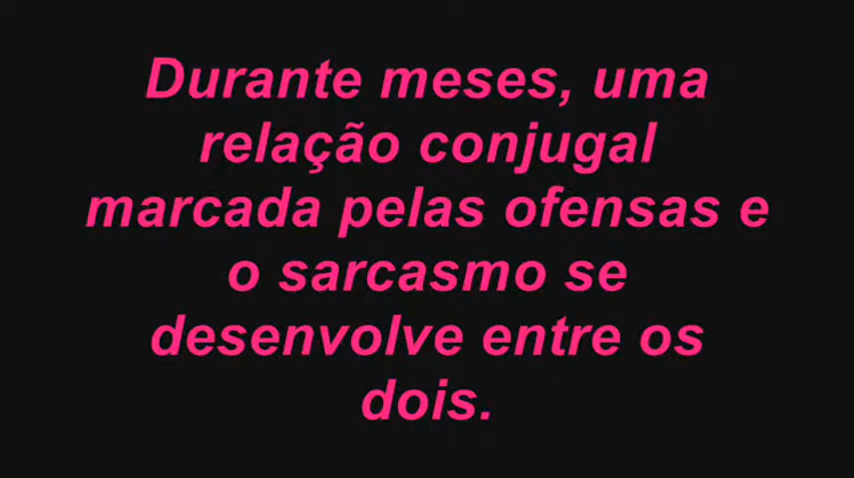 Durante meses, uma
relação conjugal
marcada pelas ofensas e
o sarcasmo se
desenvolve entre os
dois.